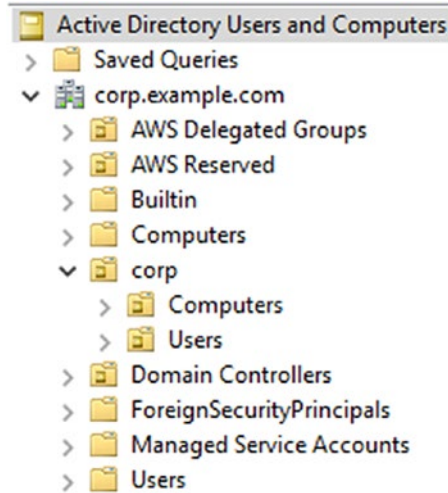 Active Directory Users and Computers
Saved Queries
corp.example.com
AWS Delegated Groups
AWS Reserved
Builtin
Computers
corp
Computers
Users
Domain Controllers
ForeignSecurityPrincipals
Managed Service Accounts
Users